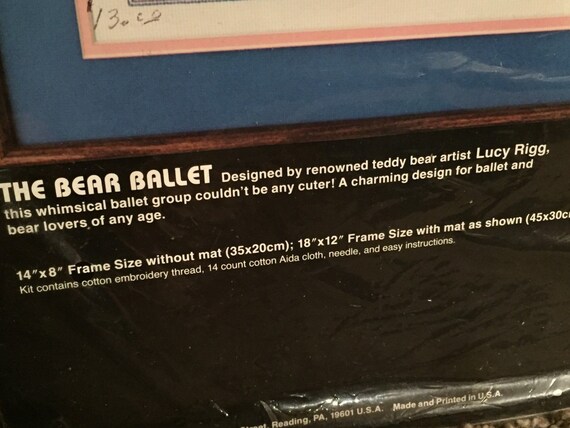 13.00
THE BEAR BALLET Designed by renowned teddy bear artist Lucy Rigg,
this whimsical ballet group couldn't be any cuter! A charming design for ballet and
bear lovers of any age.
14"x8" Frame Size without mat (35x20cm); 18"x12" Frame Size with mat as shown (45x30c
Kit contains cotton embroidery thread, 14 count cotton Aida cloth, needle, and easy instructions.
Street, Reading, PA, 19601 U.S.A. Made and Printed in U.S.A.